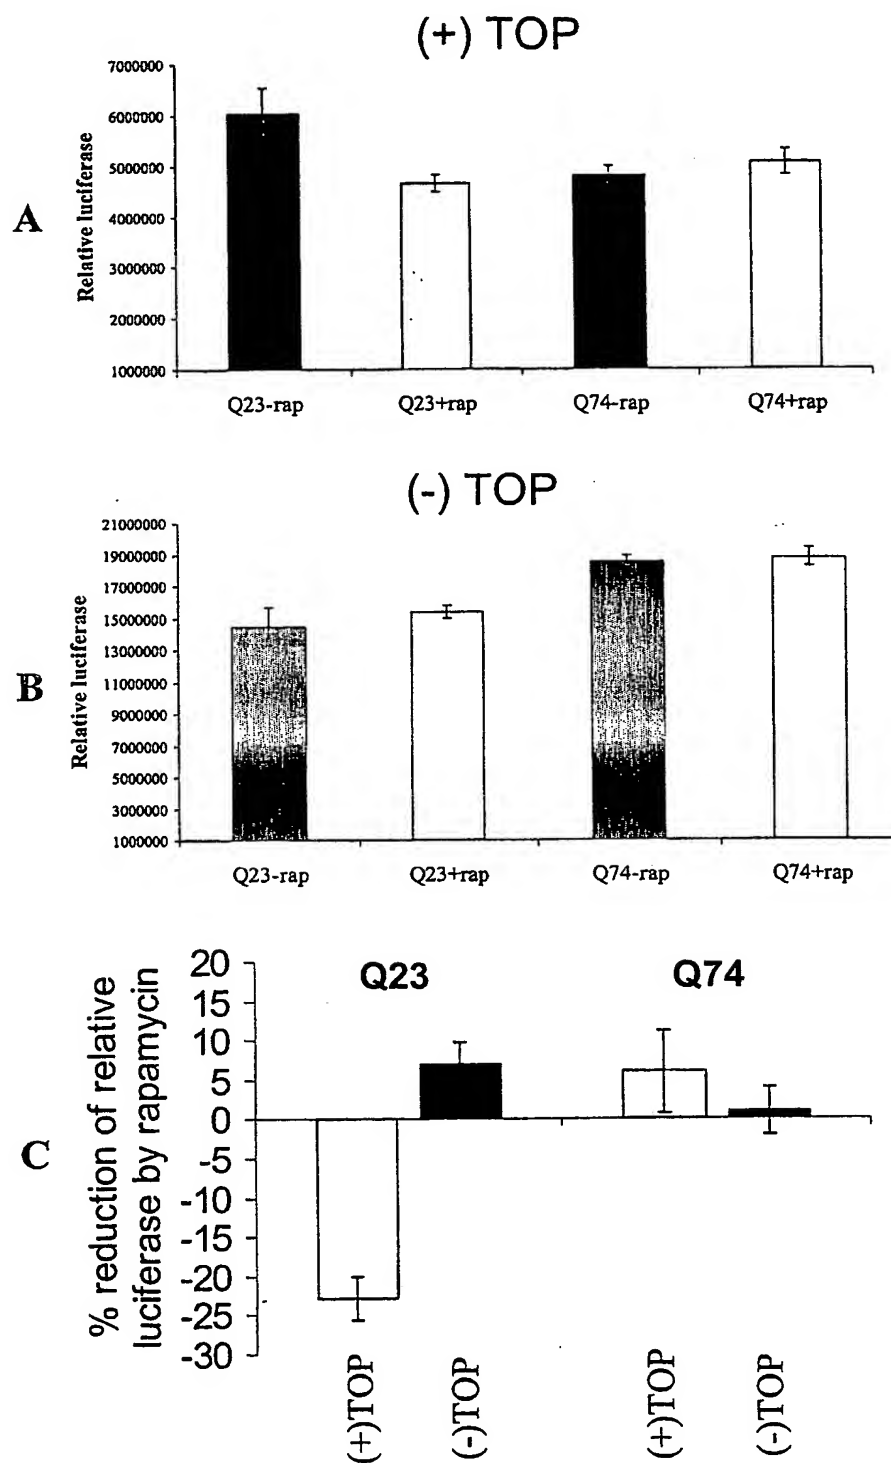 (+) TOP
A
Relative luciferase
7000000
6000000
5000000
4000000
3000000
2000000
1000000
Q23-rap Q23+rap Q74-rap Q74+rap
(-) TOP
B
Relative luciferase
21000000
19000000
17000000
15000000
13000000
11000000
9000000
7000000
5000000
3000000
1000000
Q23-rap Q23+rap Q74-rap Q74+rap
C
% reduction of relative
luciferase by rapamycin
20
15
10
5
0
-5
-10
-15
-20
-25
-30
Q23 Q74
(+)TOP (-)TOP (+)TOP (-)TOP